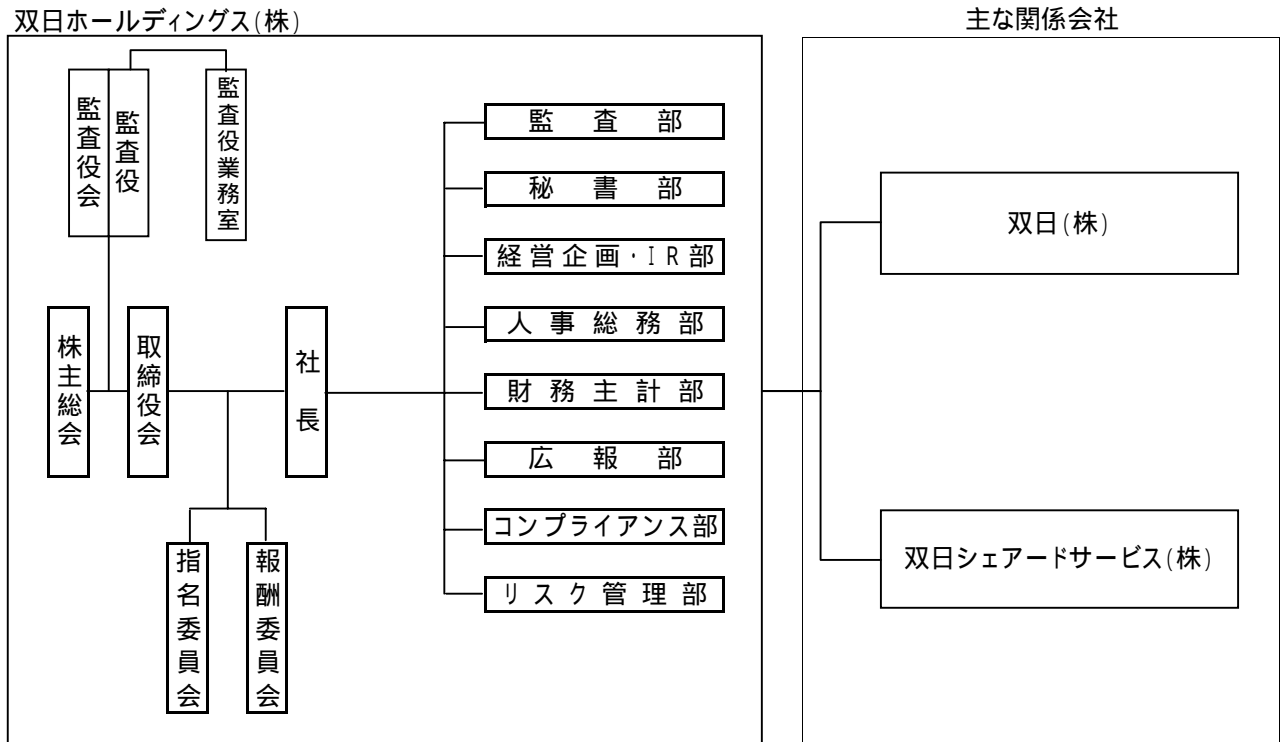 双日ホールディングス(株)
主な関係会社
監査役会
監査役
監査役業務室
株主総会
取締役会
社長
指名委員会
報酬委員会
監査部
秘書部
経営企画・IR部
人事総務部
財務主計部
広報部
コンプライアンス部
リスク管理部
双日(株)
双日シェアードサービス(株)